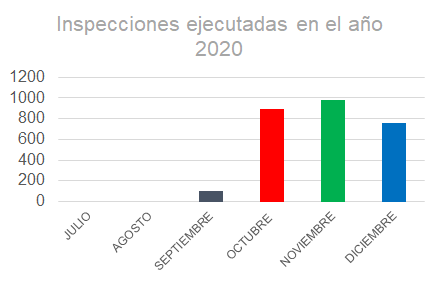 Inspecciones ejecutadas en el año
2020
1200
1000
800
600
400
200
0
JULIO
AGOSTO
SEPTIEMBRE
OCTUBRE
NOVIEMBRE
DICIEMBRE